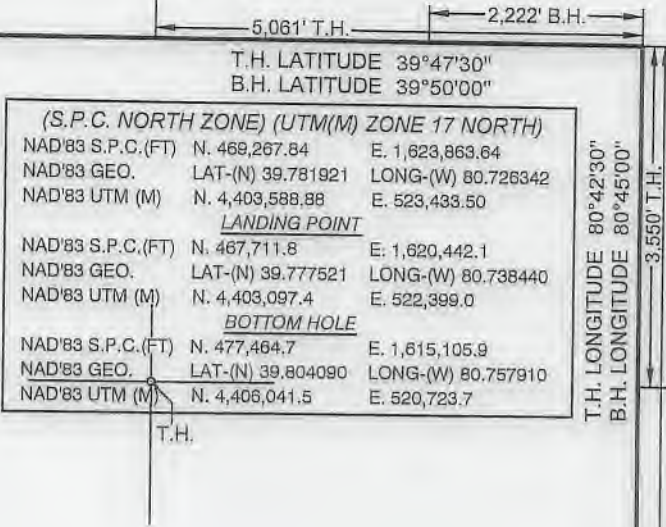 5,061' T.H.
2,222' B.H.
T.H. LATITUDE 39°47'30"
B.H. LATITUDE 39°50'00"
(S.P.C. NORTH ZONE) (UTM(M) ZONE 17 NORTH)
NAD'83 S.P.C.(FT) N. 469,267.84 E. 1,623,863.64
NAD'83 GEO. LAT-(N) 39.781921 LONG-(W) 80.726342
NAD'83 UTM (M) N. 4,403,588.88 E. 523,433.50
LANDING POINT
NAD'83 S.P.C.(FT) N. 467,711.8 E. 1,620,442.1
NAD'83 GEO. LAT-(N) 39.777521 LONG-(W) 80.738440
NAD'83 UTM (M) N. 4,403,097.4 E. 522,399.0
BOTTOM HOLE
NAD'83 S.P.C.(FT) N. 477,464.7 E. 1,615,105.9
NAD'83 GEO. LAT-(N) 39.804090 LONG-(W) 80.757910
NAD'83 UTM (M) N. 4,406,041.5 E. 520,723.7
T.H.
T.H. LONGITUDE 80°42'30"
B.H. LONGITUDE 80°45'00"
3,550' T.H.